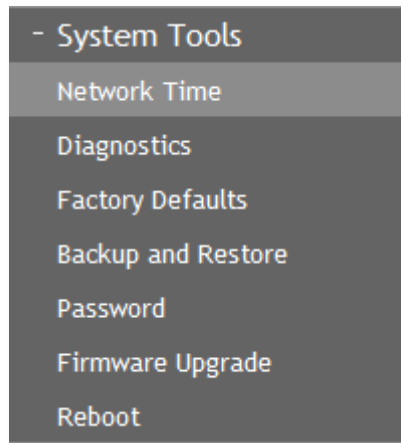 - System Tools
Network Time
Diagnostics
Factory Defaults
Backup and Restore
Password
Firmware Upgrade
Reboot